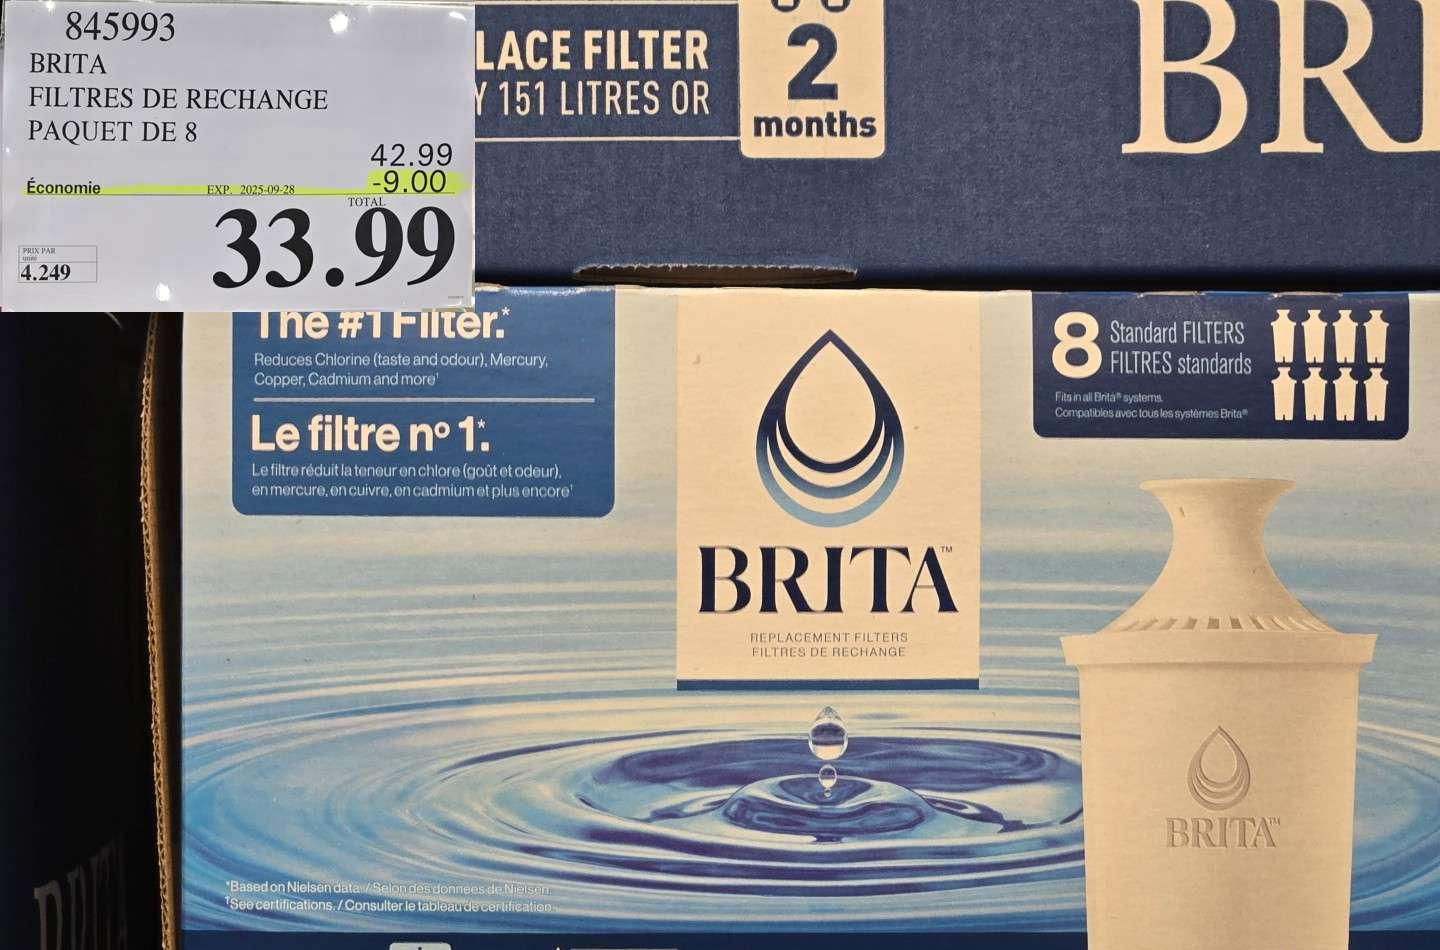 845993
BRITA
FILTRES DE RECHANGE
PAQUET DE 8
42.99
Économie EXP. 2025-09-28 -9.00
TOTAL
33.99
PRIX PAR
unité
4.249
LACE FILTER
Y 151 LITRES OR
2
months
BR
The #1 Filter.*
Reduces Chlorine (taste and odour), Mercury,
Copper, Cadmium and more†
Le filtre nº 1.*
Le filtre réduit la teneur en chlore (goût et odeur),
en mercure, en cuivre, en cadmium et plus encore†
BRITA™
REPLACEMENT FILTERS
FILTRES DE RECHANGE
8 Standard FILTERS
FILTRES standards
Fits in all Brita® systems.
Compatibles avec tous les systèmes Brita®
BRITA™
*Based on Nielsen data. / Selon des données de Nielsen.
†See certifications. / Consulter le tableau de certification.